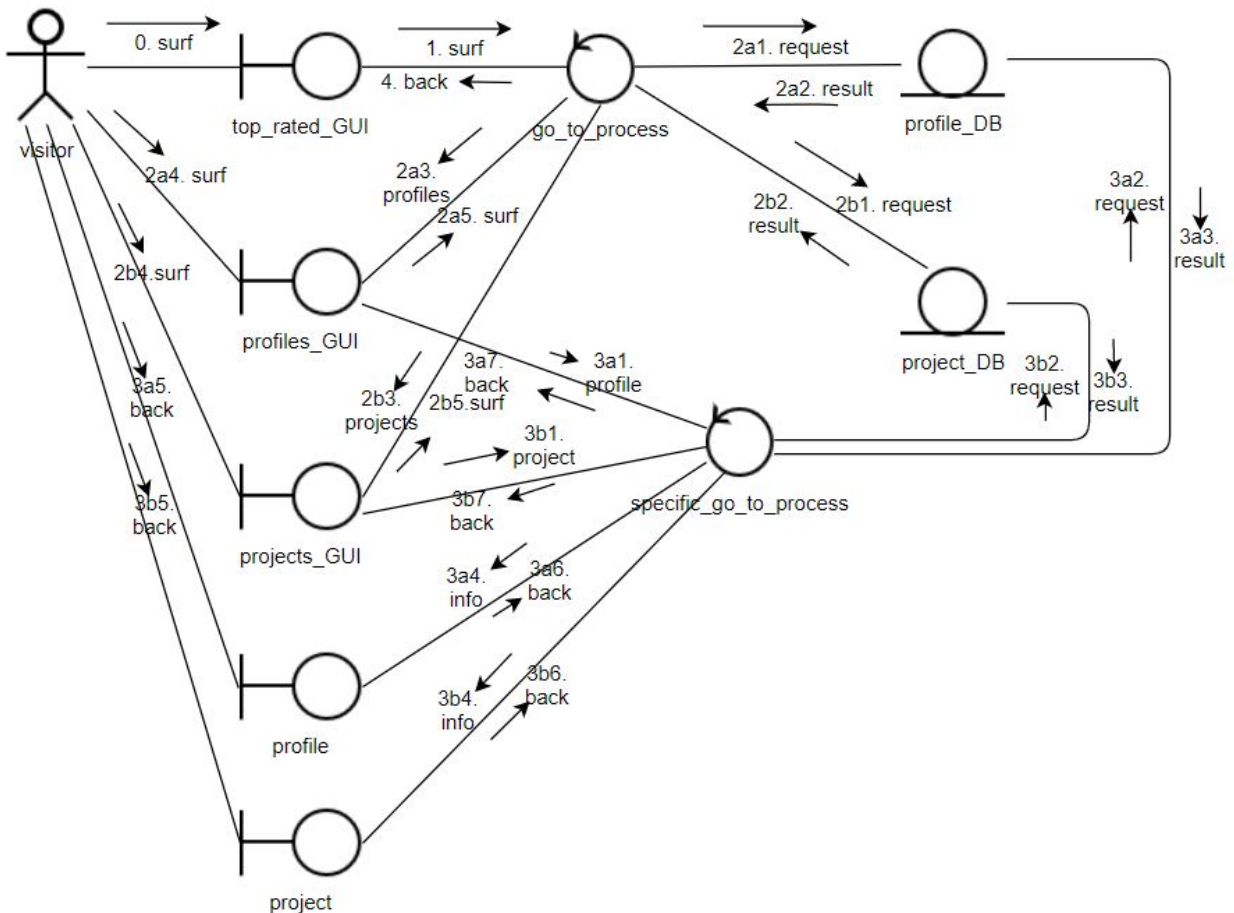 0. surf
1. surf
2a1. request
4. back
2a2. result
top_rated_GUI
go_to_process
profile_DB
visitor
2a4. surf
2a3.
profiles
2a5. surf
2b2.
result
2b1. request
3a2.
request
3a3.
result
2b4.surf
profiles_GUI
project_DB
3a5.
back
3a7.
back
3a1.
profile
3b2.
request
3b3.
result
2b3.
projects
2b5.surf
3b1.
project
3b5.
back
3b7.
back
specific_go_to_process
projects_GUI
3a4.
info
3a6.
back
3b4.
info
3b6.
back
profile
project